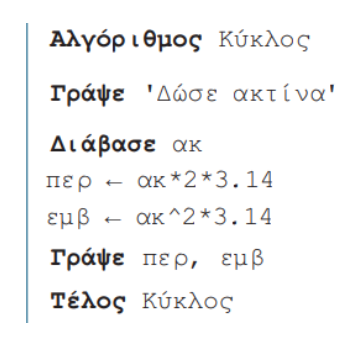 Αλγόριθμος Κύκλος
Γράψε 'Δώσε ακτίνα'
Διάβασε ακ
περ ← ακ*2*3.14
εμβ ← ακ^2*3.14
Γράψε περ, εμβ
Τέλος Κύκλος